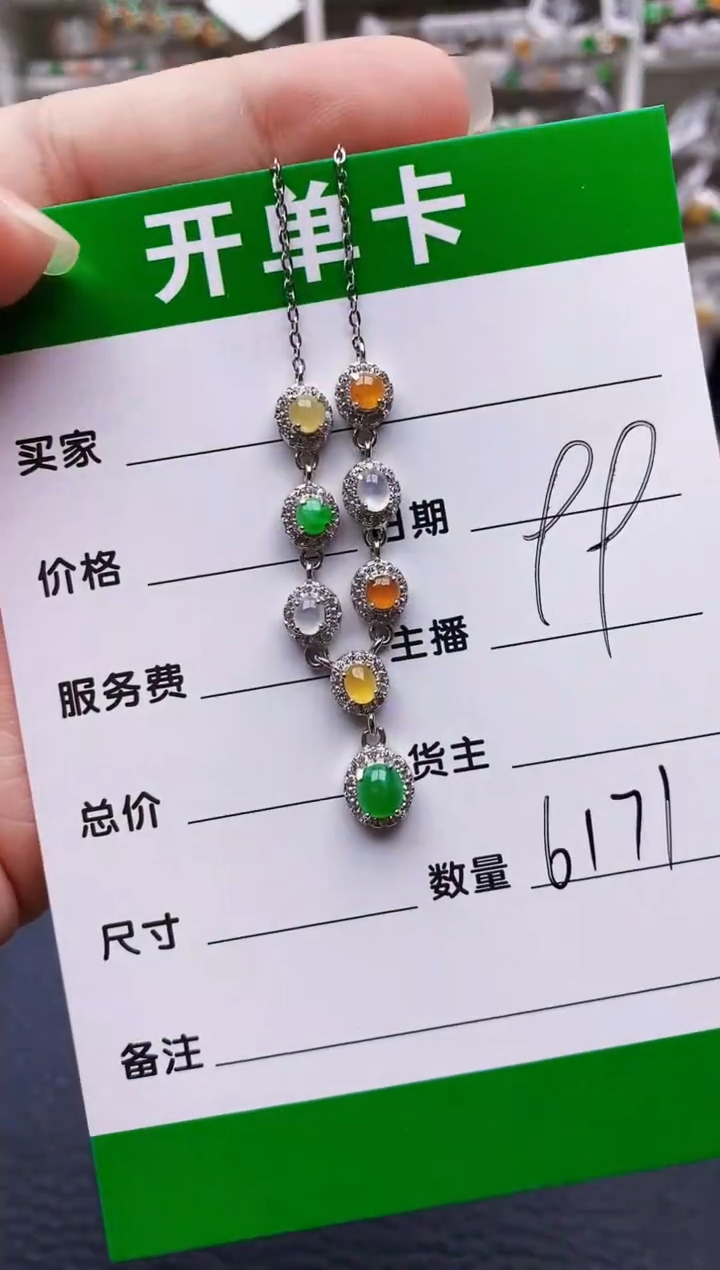 开单卡
买家
价格 日期
服务费 主播
总价 货主
尺寸 数量 6171
备注